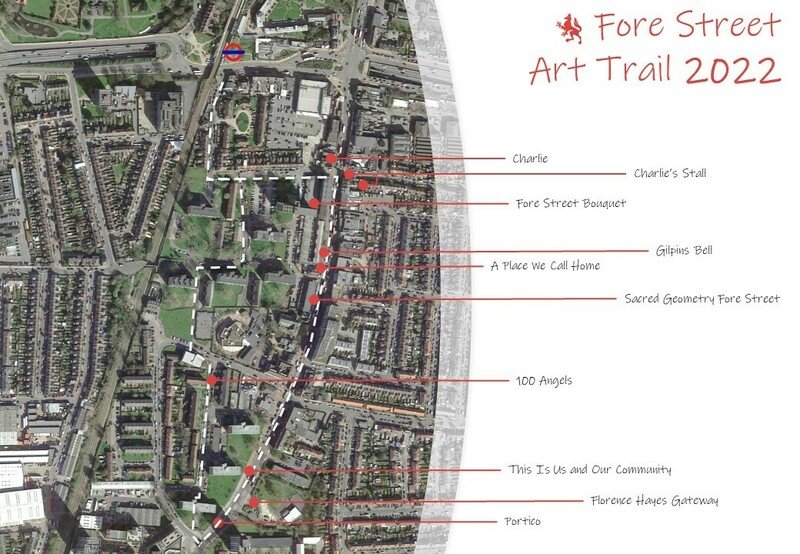 Fore Street
Art Trail 2022
Charlie
Charlie's Stall
Fore Street Bouquet
Gilpins Bell
A Place We Call Home
Sacred Geometry Fore Street
100 Angels
This Is Us and Our Community
Florence Hayes Gateway
Portico